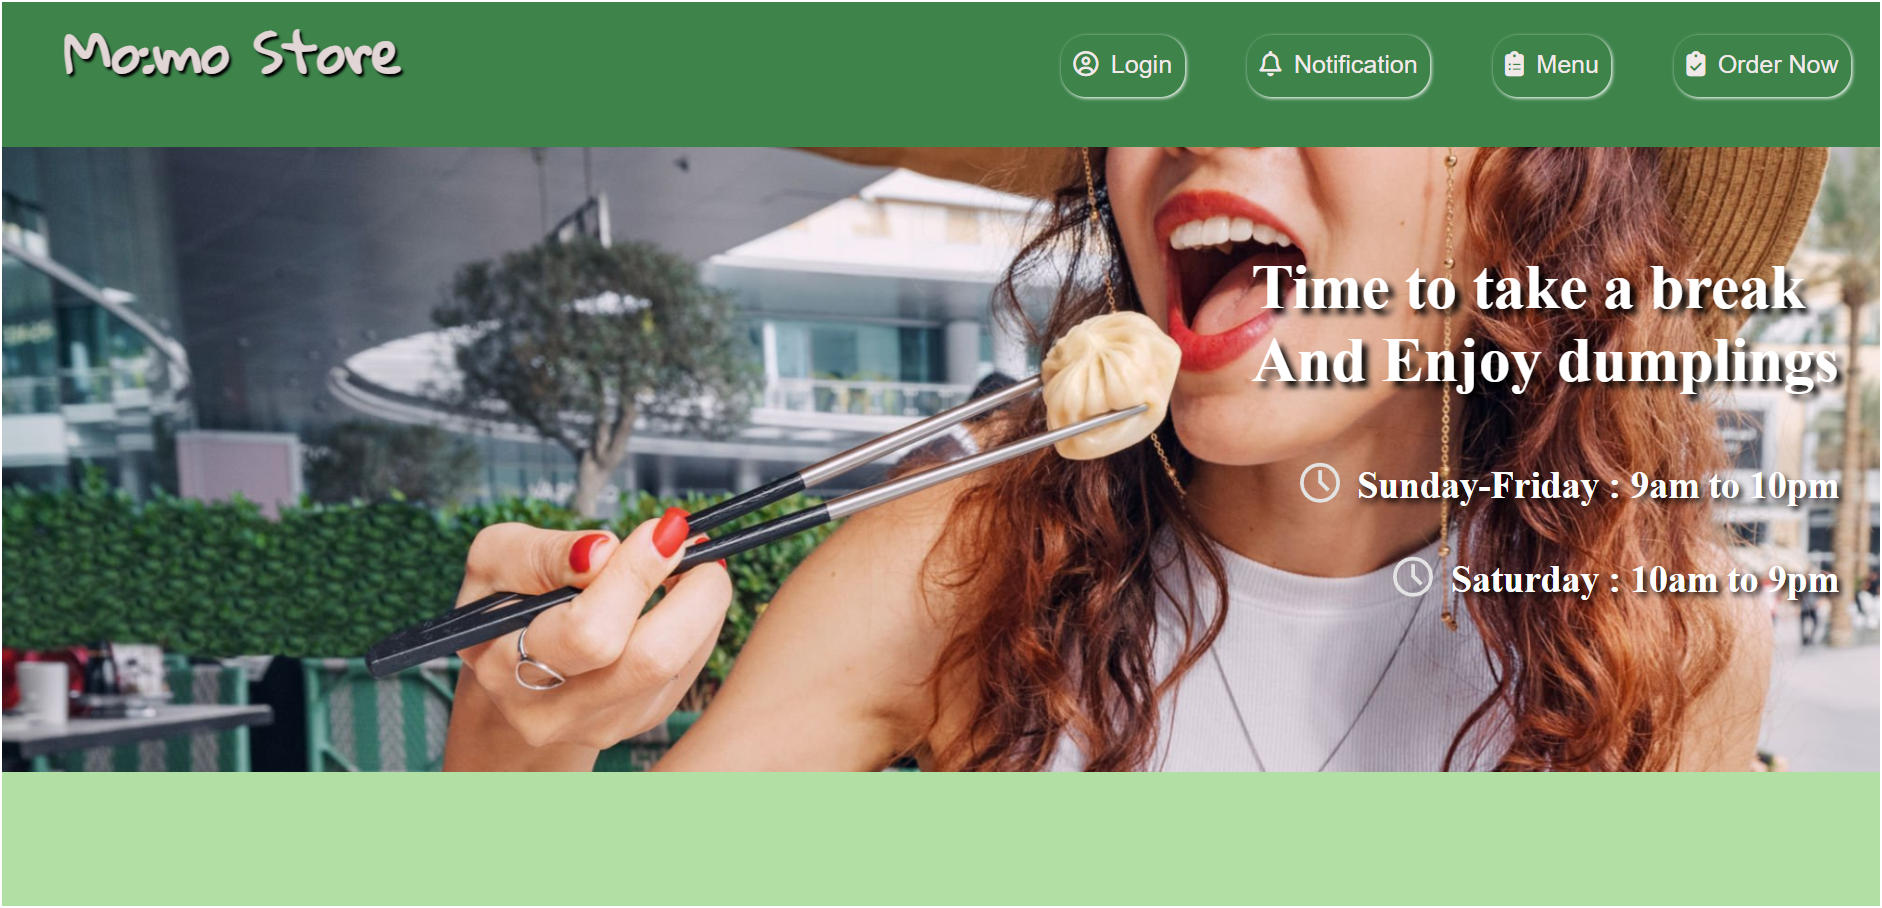 Mo:mo Store
Login
Notification
Menu
Order Now
Time to take a break
And Enjoy dumplings
Sunday-Friday : 9am to 10pm
Saturday : 10am to 9pm